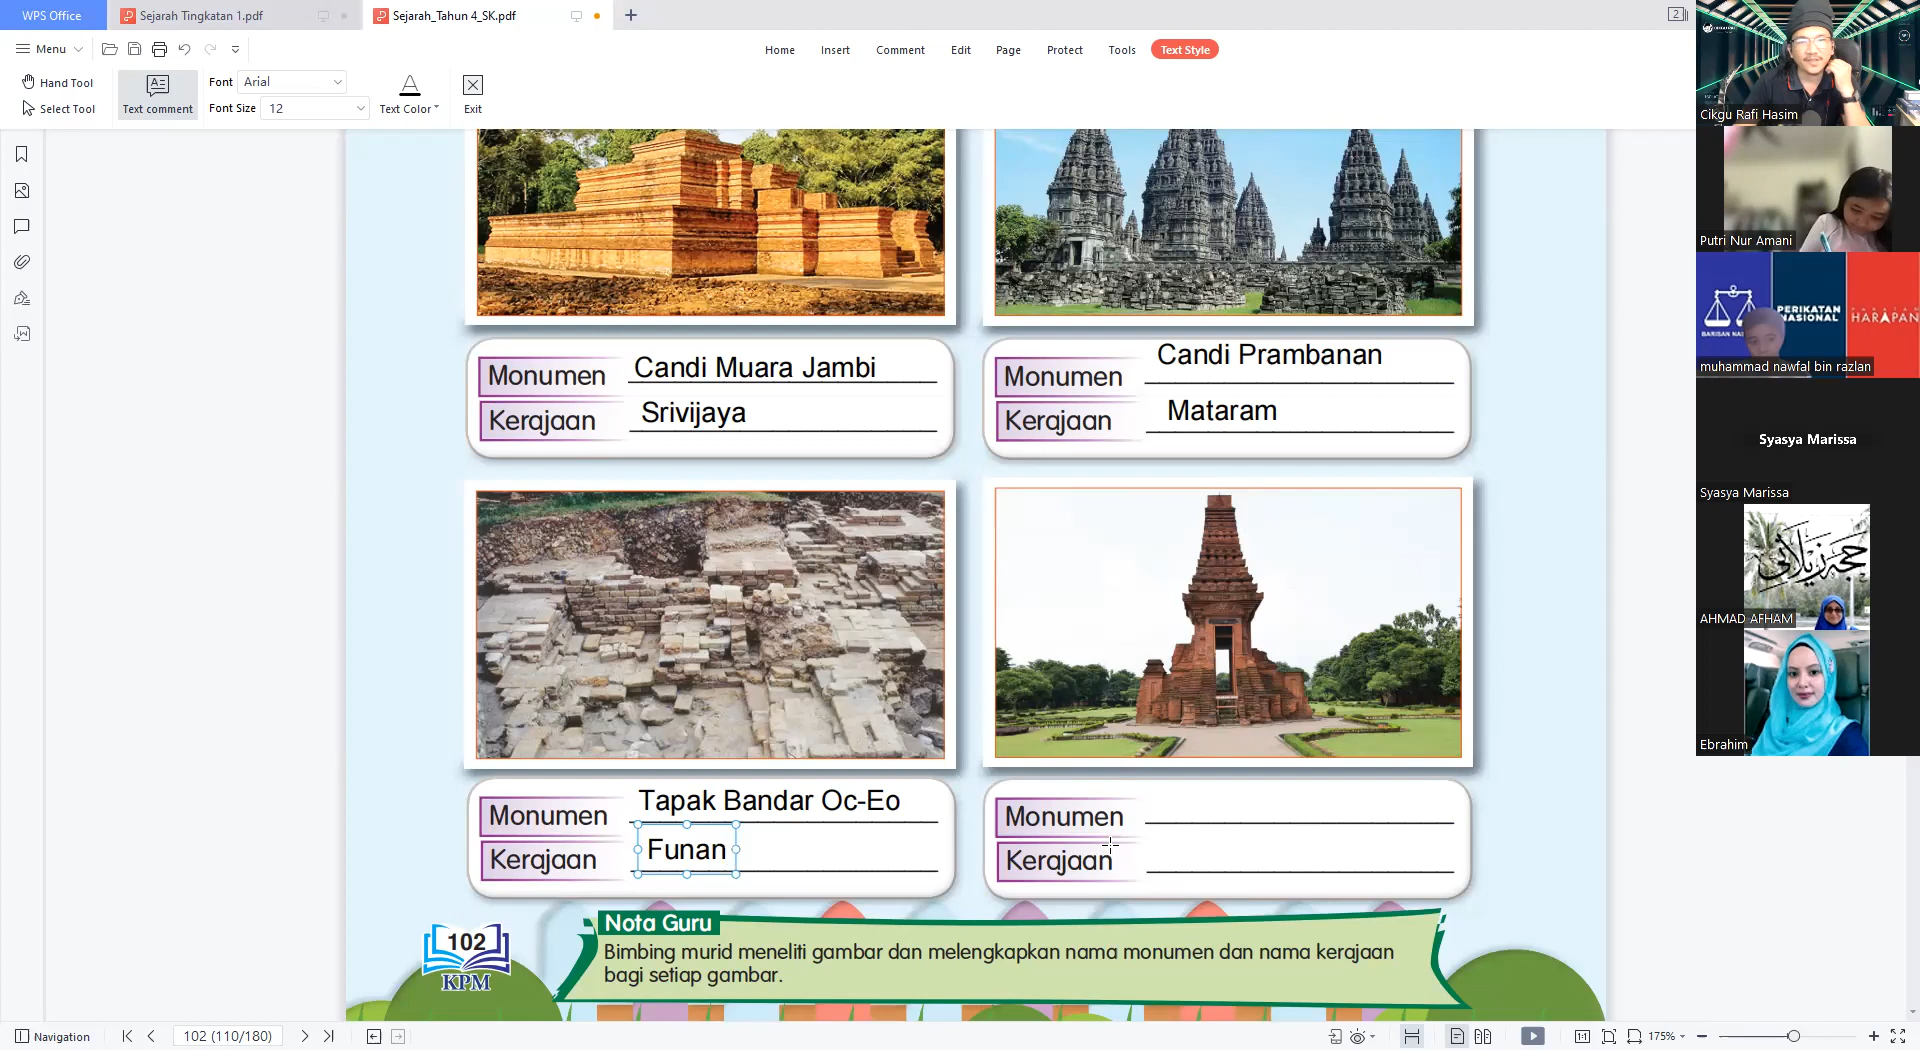 WPS Office
Sejarah Tingkatan 1.pdf
Sejarah_Tahun 4_SK.pdf
2
Menu
Home
Insert
Comment
Edit
Page
Protect
Tools
Text Style
Hand Tool
Select Tool
Text comment
Font Arial
Font Size 12
Text Color
Exit
Monumen Candi Muara Jambi
Kerajaan Srivijaya
Monumen Candi Prambanan
Kerajaan Mataram
Monumen Tapak Bandar Oc-Eo
Kerajaan Funan
Monumen
Kerajaan
Nota Guru
Bimbing murid meneliti gambar dan melengkapkan nama monumen dan nama kerajaan
bagi setiap gambar.
102
KPM
Cikgu Rafi Hasim
Putri Nur Amani
PERIKATAN
NASIONAL
HARAPAN
muhammad nawfal bin razlan
Syasya Marissa
Syasya Marissa
AHMAD AFHAM
Ebrahim
Navigation
102 (110/180)
1:1
175%